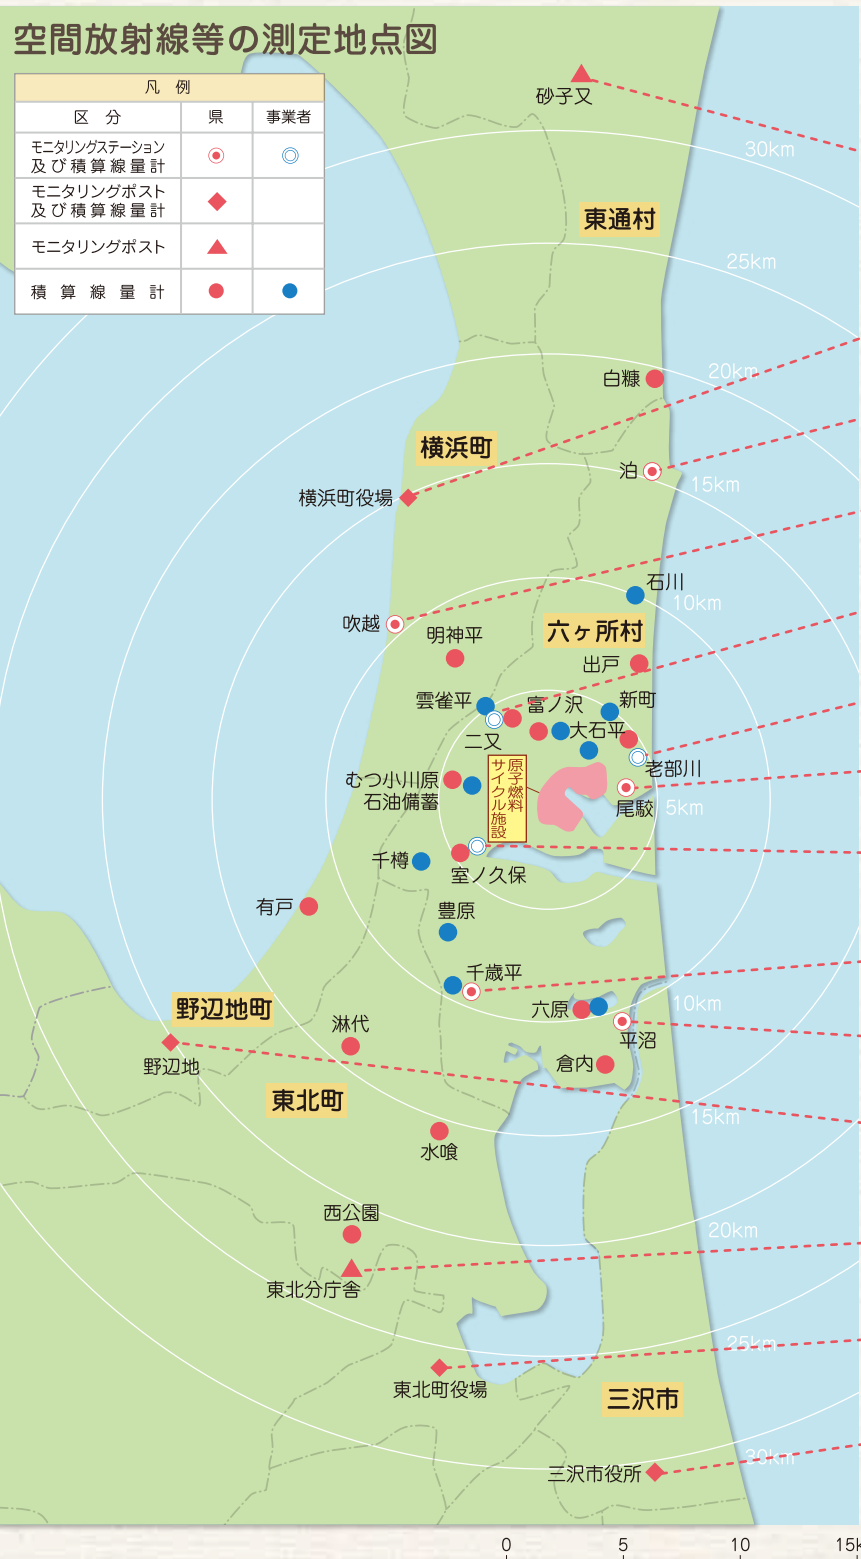 空間放射線等の測定地点図
凡 例
区 分 県 事業者
モニタリングステーション
及び積算線量計
モニタリングポスト
及び積算線量計
モニタリングポスト
積算線量計
砂子又
30km
東通村
25km
20km
白糠
横浜町
泊
15km
横浜町役場
石川
10km
吹越
明神平
六ヶ所村
出戸
雲雀平
富ノ沢
新町
二又
大石平
老部川
むつ小川原
石油備蓄
原子燃料
サイクル施設
尾駮
5km
千樽
室ノ久保
有戸
豊原
千歳平
野辺地町
六原
10km
淋代
平沼
野辺地
倉内
東北町
15km
水喰
西公園
20km
東北分庁舎
25km
東北町役場
三沢市
30km
三沢市役所
0 5 10 15k